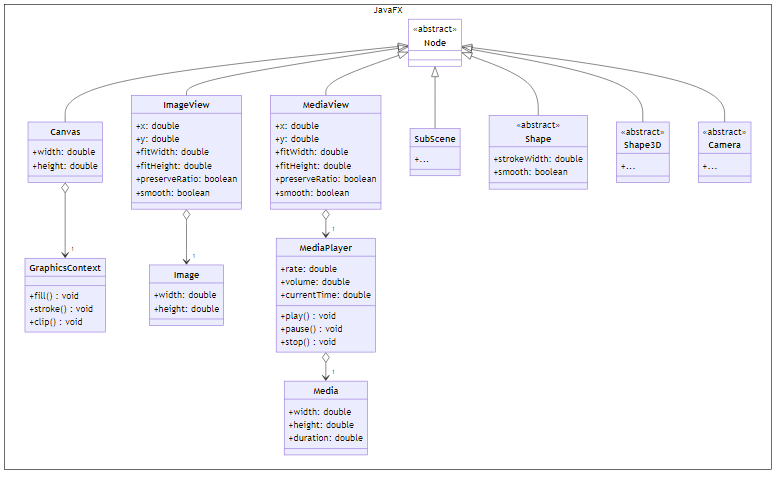 JavaFX
«abstract»
Node
Canvas
+width: double
+height: double
ImageView
+x: double
+y: double
+fitWidth: double
+fitHeight: double
+preserveRatio: boolean
+smooth: boolean
MediaView
+x: double
+y: double
+fitWidth: double
+fitHeight: double
+preserveRatio: boolean
+smooth: boolean
SubScene
+...
«abstract»
Shape
+strokeWidth: double
+smooth: boolean
«abstract»
Shape3D
+...
«abstract»
Camera
+...
1
1
1
GraphicsContext
+fill() : void
+stroke() : void
+clip() : void
Image
+width: double
+height: double
MediaPlayer
+rate: double
+volume: double
+currentTime: double
+play() : void
+pause() : void
+stop() : void
1
Media
+width: double
+height: double
+duration: double